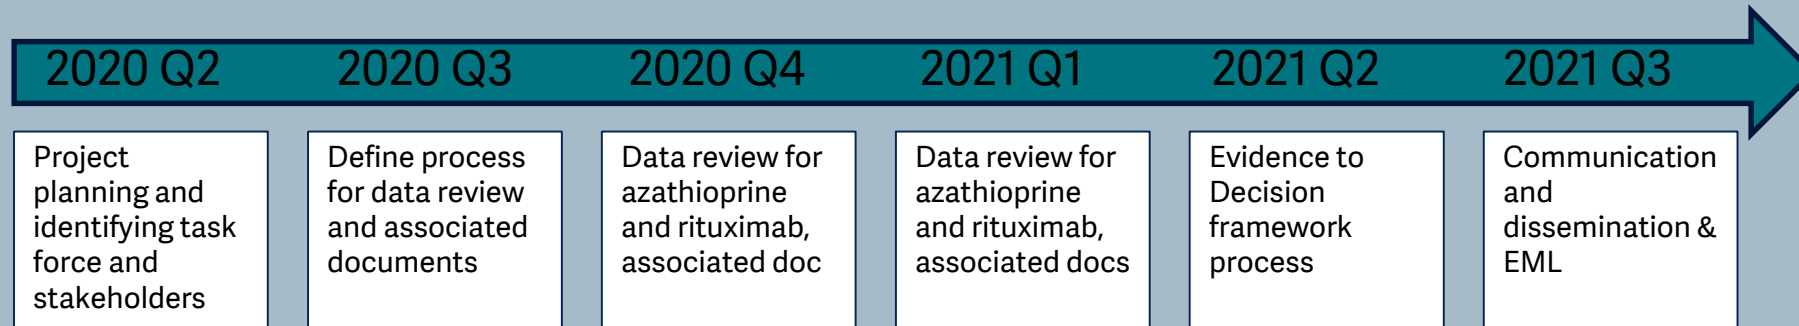 2020 Q2 2020 Q3 2020 Q4 2021 Q1 2021 Q2 2021 Q3
Project
planning and
identifying task
force and
stakeholders
Define process
for data review
and associated
documents
Data review for
azathioprine
and rituximab,
associated doc
Data review for
azathioprine
and rituximab,
associated docs
Evidence to
Decision
framework
process
Communication
and
dissemination &
EML